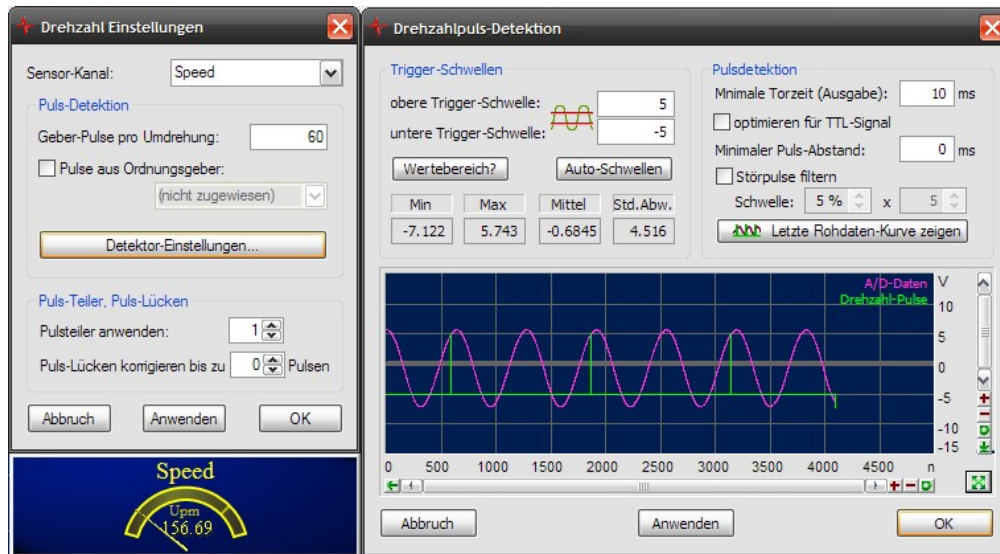 Drehzahl Einstellungen
Sensor-Kanal: Speed
Puls-Detektion
Geber-Pulse pro Umdrehung: 60
Pulse aus Ordnungsgeber:
(nicht zugewiesen)
Detektor-Einstellungen...
Puls-Teiler, Puls-Lücken
Pulsteiler anwenden: 1
Puls-Lücken korrigieren bis zu 0 Pulsen
Abbruch Anwenden OK
Speed
Upm
156.69
Drehzahlpuls-Detektion
Trigger-Schwellen
obere Trigger-Schwelle: 5
untere Trigger-Schwelle: -5
Wertebereich? Auto-Schwellen
Min Max Mittel Std.Abw.
-7.122 5.743 -0.6845 4.516
Pulsdetektion
Mnimale Torzeit (Ausgabe): 10 ms
optimieren für TTL-Signal
Minimaler Puls-Abstand: 0 ms
Störpulse filtern
Schwelle: 5 % x 5
Letzte Rohdaten-Kurve zeigen
A/D-Daten V
Drehzahl-Pulse
10
5
0
-5
-10
-15
0 500 1000 1500 2000 2500 3000 3500 4000 4500 n
Abbruch Anwenden OK